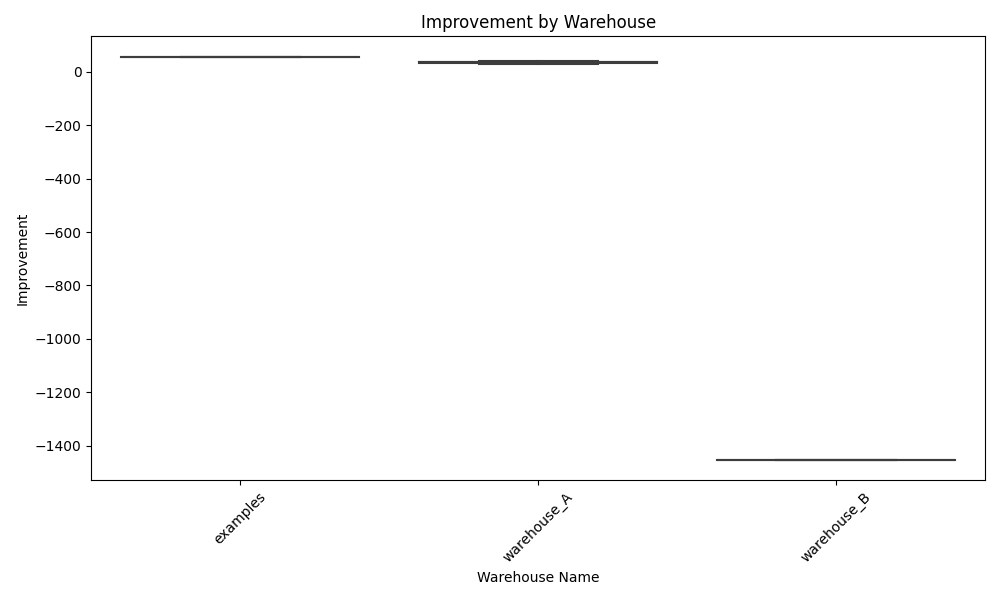 Improvement by Warehouse
Improvement
0
−200
−400
−600
−800
−1000
−1200
−1400
examples
warehouse_A
warehouse_B
Warehouse Name